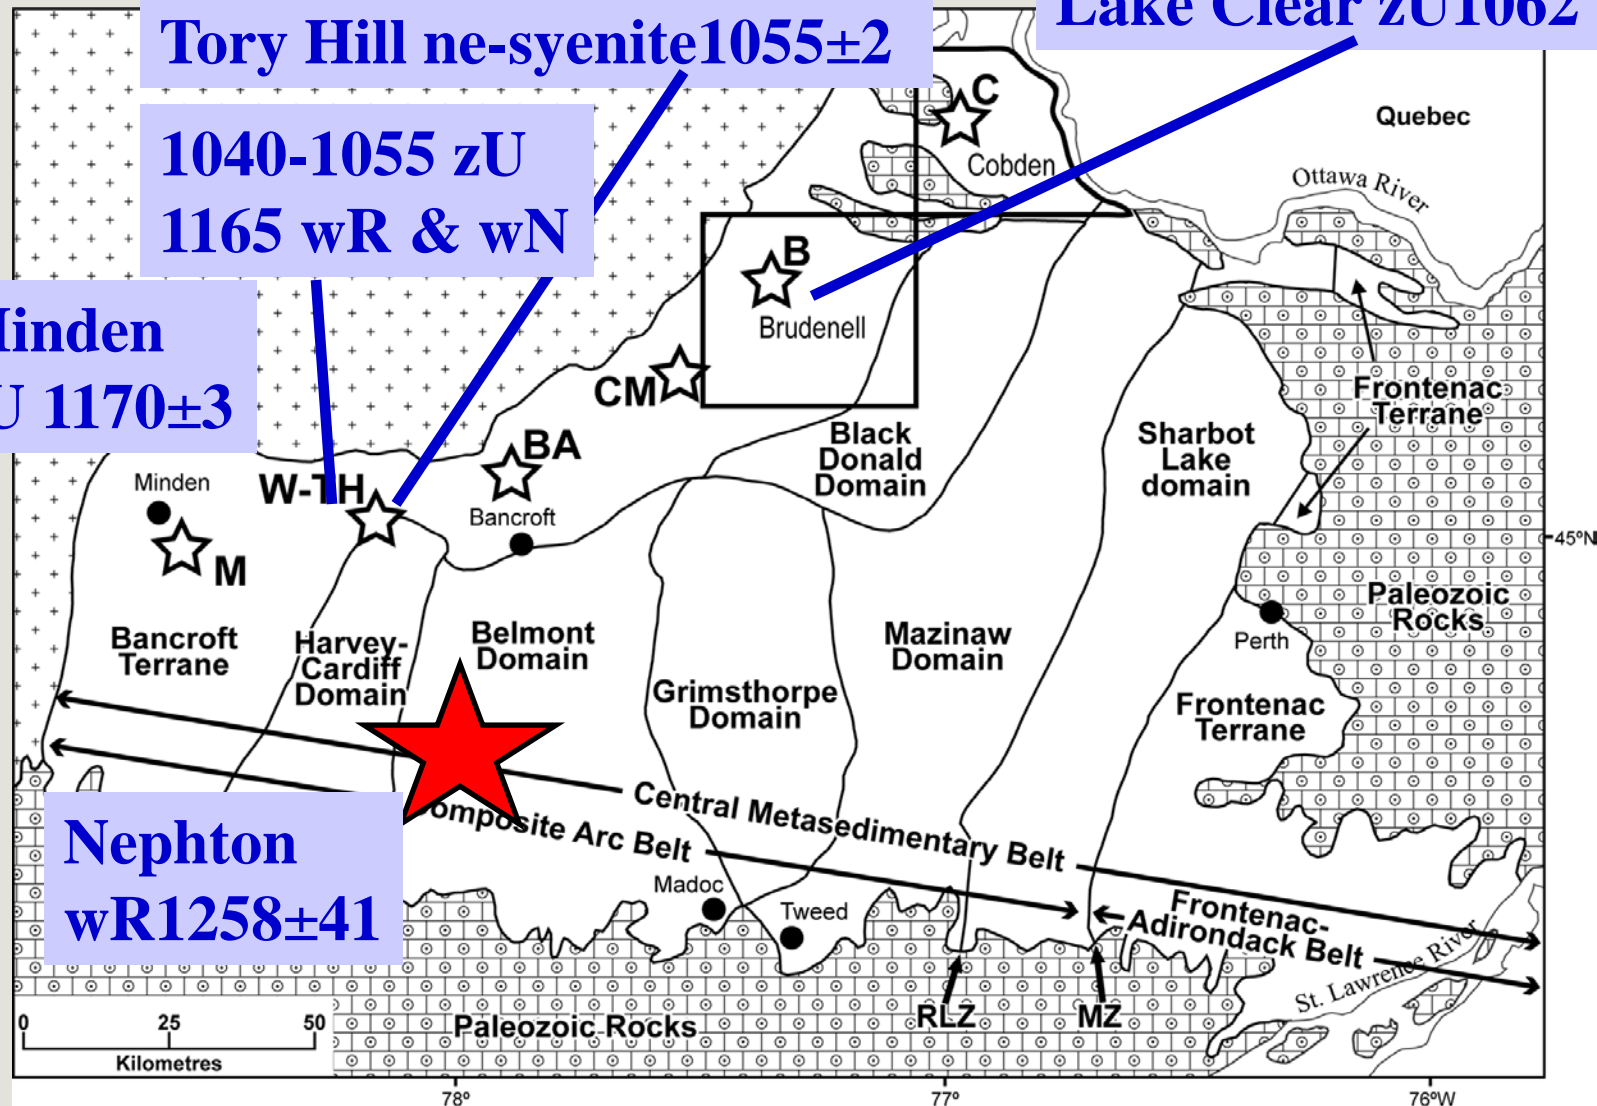 Tory Hill ne-syenite1055±2
Lake Clear zU1062
1040-1055 zU
1165 wR & wN
Minden
U 1170±3
C
Cobden
Quebec
Ottawa River
B
Brudenell
CM
BA
Bancroft
W-TH
Minden
M
Black
Donald
Domain
Sharbot
Lake
domain
Frontenac
Terrane
45°N
Bancroft
Terrane
Harvey-
Cardiff
Domain
Belmont
Domain
Grimsthorpe
Domain
Mazinaw
Domain
Perth
Paleozoic
Rocks
Frontenac
Terrane
Central Metasedimentary Belt
Composite Arc Belt
Nephton
wR1258±41
Madoc
Tweed
Frontenac-
Adirondack Belt
St. Lawrence River
RLZ
MZ
Paleozoic Rocks
0 25 50
Kilometres
78° 77° 76°W